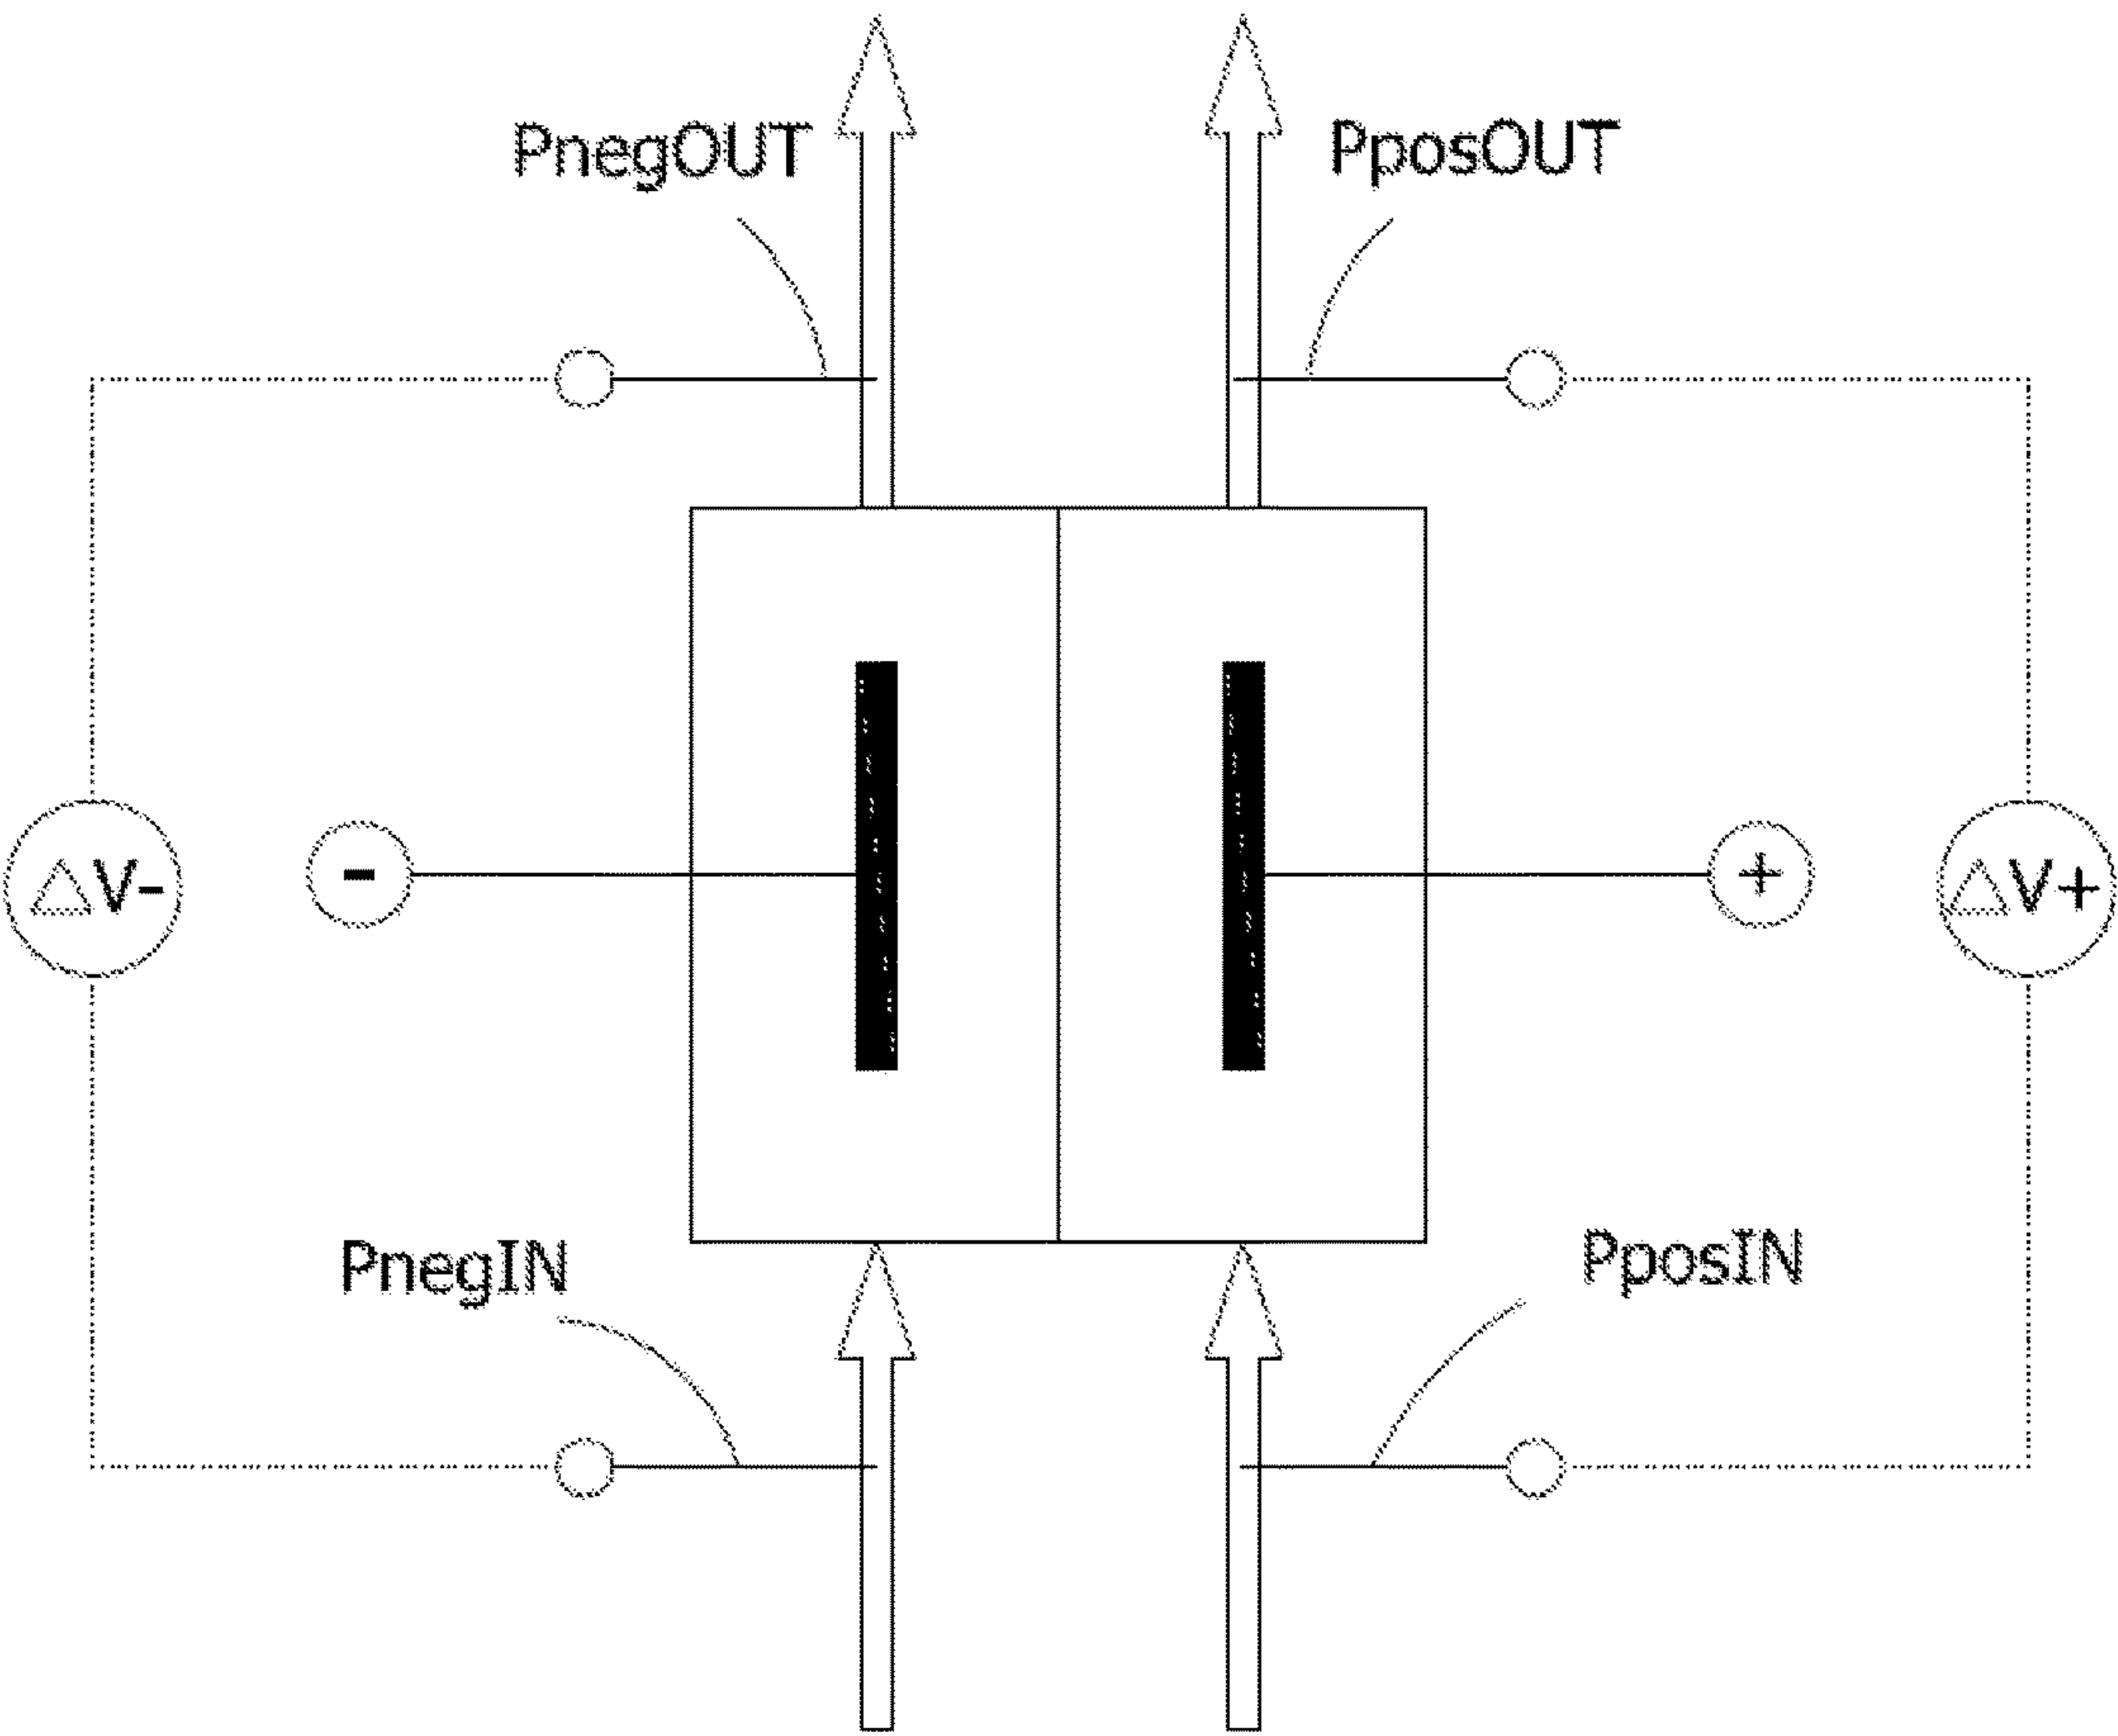 PnegOUT
PposOUT
△V-
-
+
△V+
PnegIN
PposIN